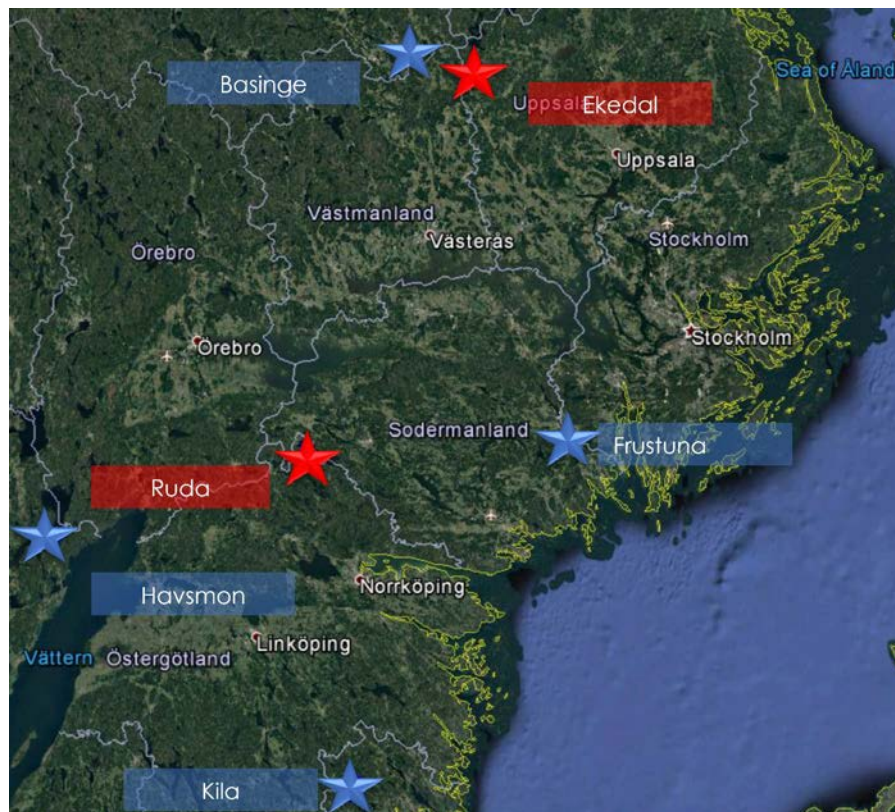 Basinge
Sea of Åland
Uppsala
Ekedal
Uppsala
Västmanland
Västerås
Stockholm
Örebro
Örebro
Stockholm
Sodermanland
Frustuna
Ruda
Havsmon
Norrköping
Linköping
Vättern
Östergötland
Kila